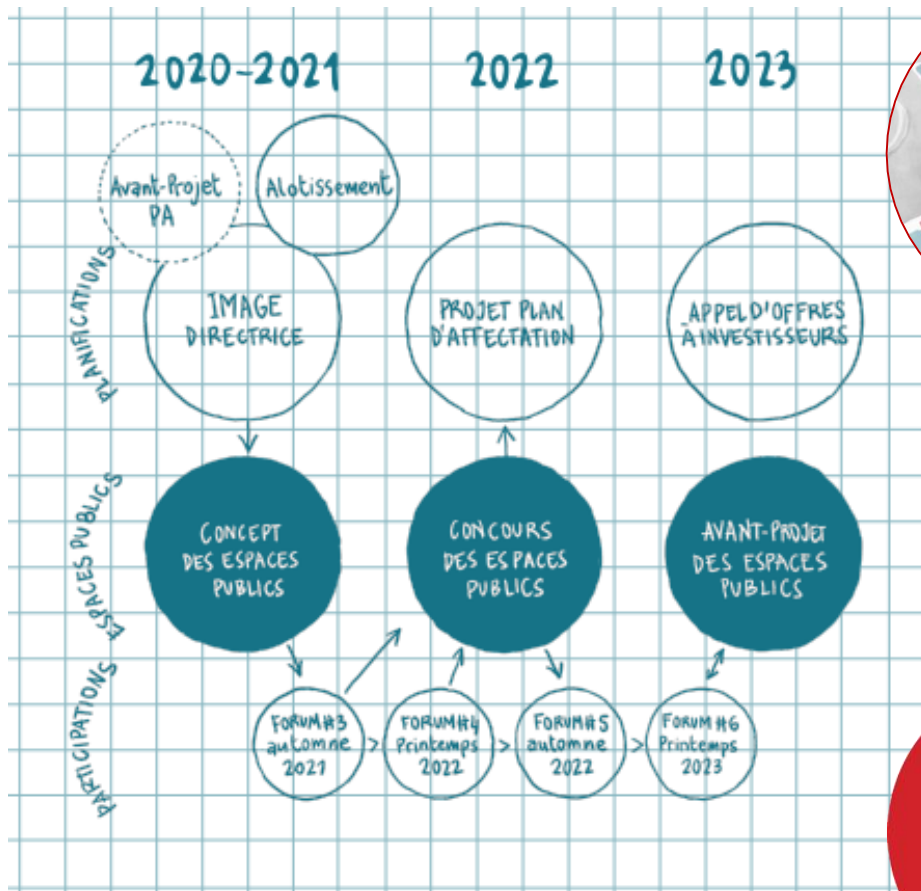 2020-2021
2022
2023
Avant-Projet
PA
Alotissement
PLANIFICATIONS
IMAGE
DIRECTRICE
PROJET PLAN
D'AFFECTATION
APPEL D'OFFRES
À INVESTISSEURS
ESPACES PUBLICS
CONCEPT
DES ESPACES
PUBLICS
CONCOURS
DES ESPACES
PUBLICS
AVANT-PROJET
DES ESPACES
PUBLICS
PARTICIPATIONS
FORUM#3
automne
2021
>
FORUM#4
Printemps
2022
>
FORUM#5
automne
2022
>
FORUM#6
Printemps
2023